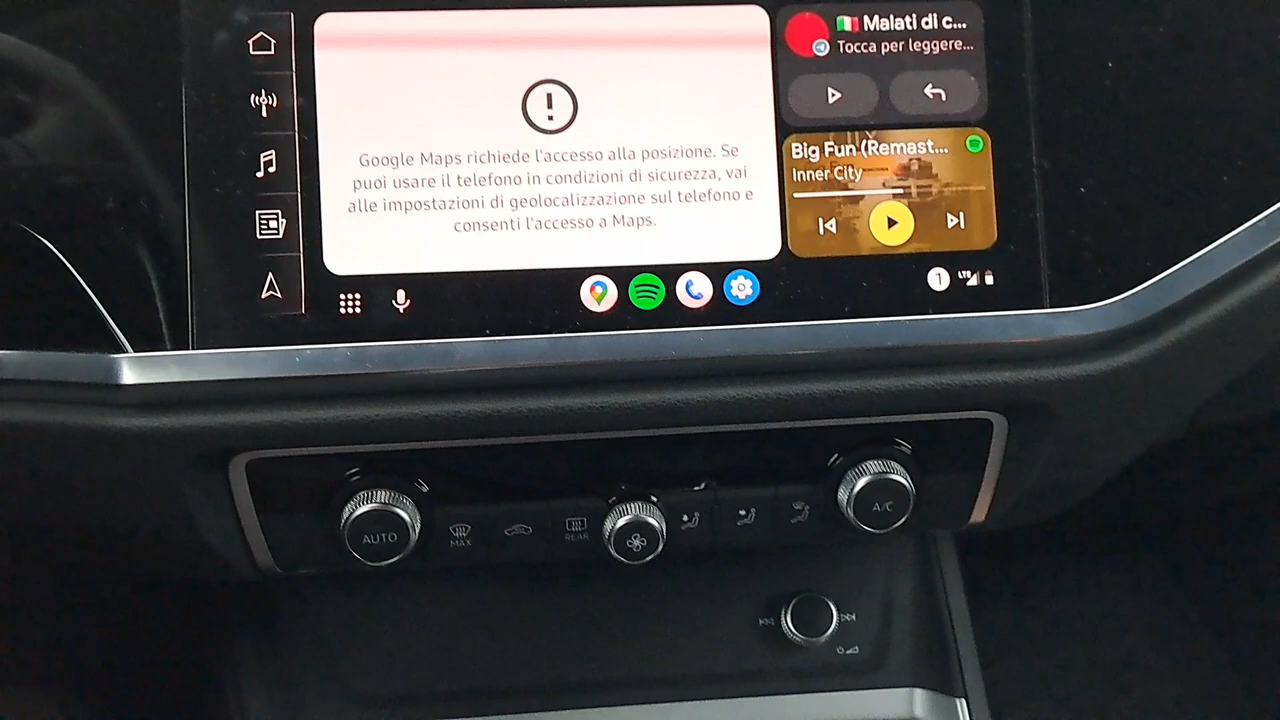 Google Maps richiede l'accesso alla posizione. Se
puoi usare il telefono in condizioni di sicurezza, vai
alle impostazioni di geolocalizzazione sul telefono e
consenti l'accesso a Maps.
🇮🇹 Malati di c...
Tocca per leggere...
Big Fun (Remast...
Inner City
1
LTE
AUTO
MAX
REAR
A/C